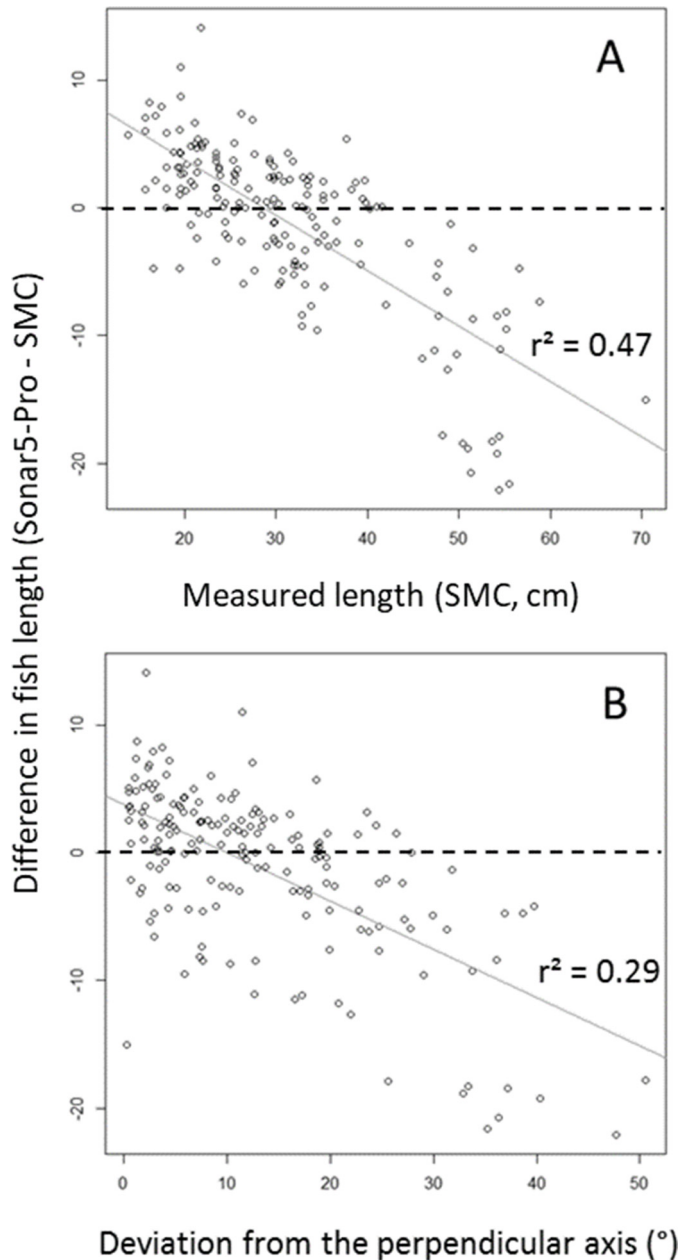 Difference in fish length (Sonar5-Pro - SMC)
A
10
0
-10
-20
r² = 0.47
20 30 40 50 60 70
Measured length (SMC, cm)
B
10
0
-10
-20
r² = 0.29
0 10 20 30 40 50
Deviation from the perpendicular axis (°)